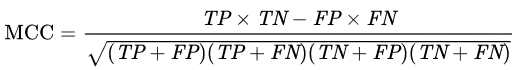 MCC = TP × TN – FP × FN / √(TP + FP)(TP + FN)(TN + FP)(TN + FN)